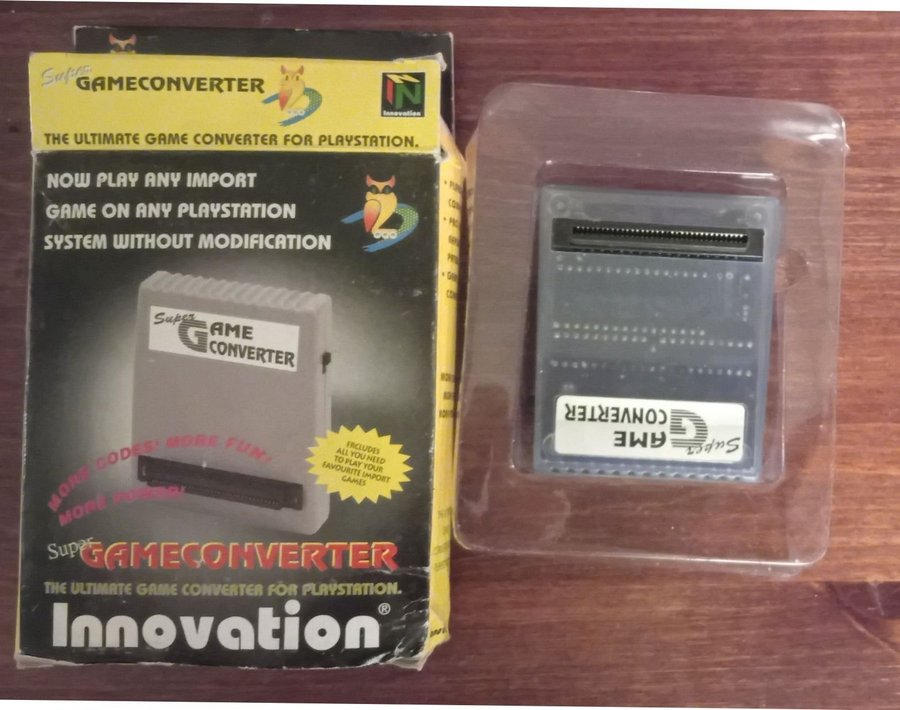 Super GAMECONVERTER
Innovation
THE ULTIMATE GAME CONVERTER FOR PLAYSTATION.
NOW PLAY ANY IMPORT
GAME ON ANY PLAYSTATION
SYSTEM WITHOUT MODIFICATION
Super GAME
CONVERTER
MORE CODES! MORE FUN!
MORE POWER!
FRCLUDES
ALL YOU NEED
TO PLAY YOUR
FAVOURITE IMPORT
GAMES
Super GAMECONVERTER
THE ULTIMATE GAME CONVERTER FOR PLAYSTATION.
Innovation®
Super GAME
CONVERTER